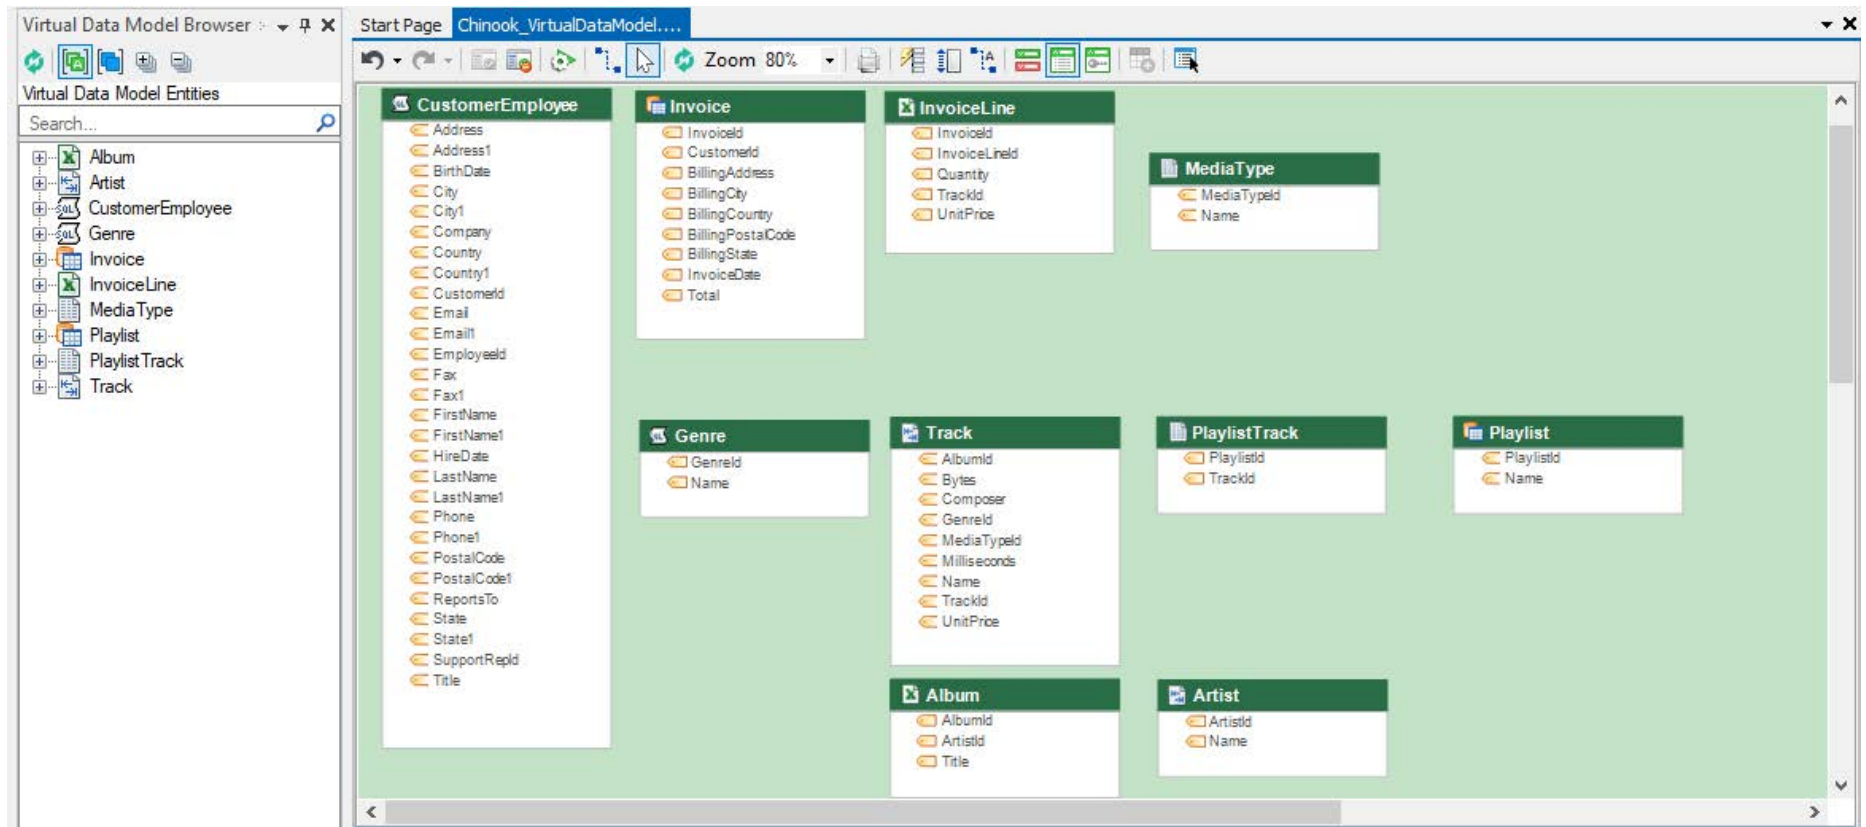 Virtual Data Model Browser
Start Page
Chinook_VirtualDataModel....
Zoom 80%
Virtual Data Model Entities
Search...
Album
Artist
CustomerEmployee
Genre
Invoice
InvoiceLine
MediaType
Playlist
PlaylistTrack
Track
CustomerEmployee
Address
Address1
BirthDate
City
City1
Company
Country
Country1
CustomerId
Email
Email1
EmployeeId
Fax
Fax1
FirstName
FirstName1
HireDate
LastName
LastName1
Phone
Phone1
PostalCode
PostalCode1
ReportsTo
State
State1
SupportRepId
Title
Invoice
InvoiceId
CustomerId
BillingAddress
BillingCity
BillingCountry
BillingPostalCode
BillingState
InvoiceDate
Total
InvoiceLine
InvoiceId
InvoiceLineId
Quantity
TrackId
UnitPrice
MediaType
MediaTypeId
Name
Genre
GenreId
Name
Track
AlbumId
Bytes
Composer
GenreId
MediaTypeId
Milliseconds
Name
TrackId
UnitPrice
PlaylistTrack
PlaylistId
TrackId
Playlist
PlaylistId
Name
Album
AlbumId
ArtistId
Title
Artist
ArtistId
Name